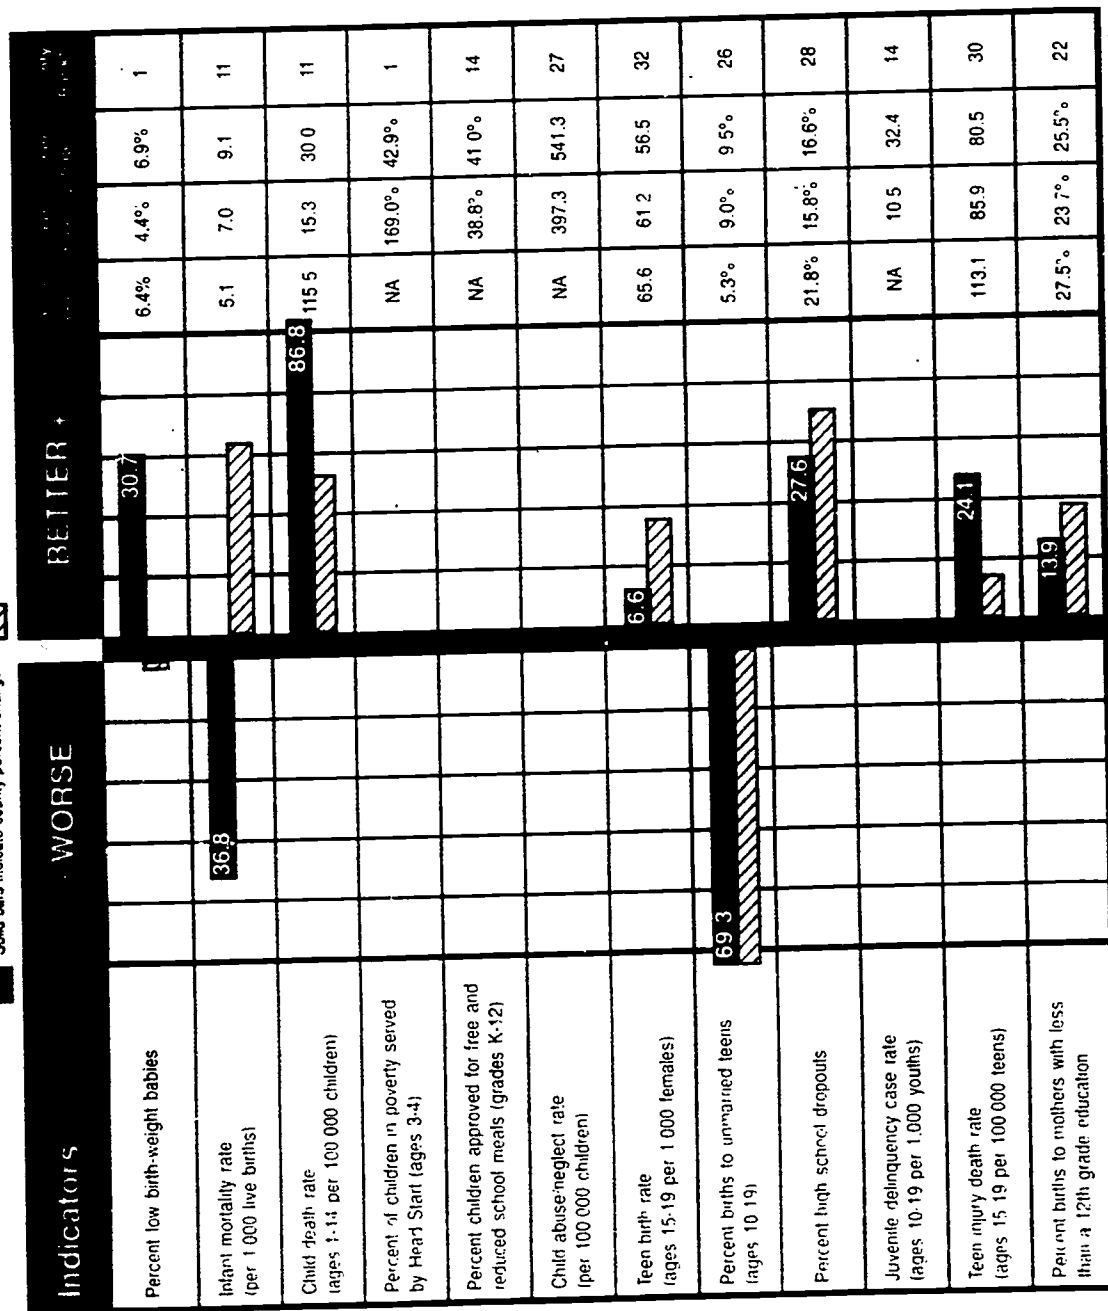 Indicators
WORSE
BETTER +
Percent low birth-weight babies
30.7
6.4%
4.4%
6.9%
1
Infant mortality rate
(per 1 000 live births)
36.8
5.1
7.0
9.1
11
Child death rate
(ages 1-14 per 100 000 children)
86.8
115 5
15.3
30 0
11
Percent of children in poverty served
by Head Start (ages 3-4)
NA
169.0%
42.9%
1
Percent children approved for free and
reduced school meals (grades K-12)
NA
38.8%
41 0%
14
Child abuse/neglect rate
(per 100 000 children)
NA
397.3
541.3
27
Teen birth rate
(ages 15-19 per 1 000 females)
6.6
65.6
61 2
56.5
32
Percent births to unmarried teens
(ages 10 19)
69 3
5.3%
9.0%
9 5%
26
Percent high school dropouts
27.6
21.8%
15.8%
16.6%
28
Juvenile delinquency case rate
(ages 10-19 per 1,000 youths)
NA
10 5
32.4
14
Teen injury death rate
(ages 15 19 per 100 000 teens)
24.1
113.1
85.9
80.5
30
Percent births to mothers with less
than a 12th grade education
13.9
27.5%
23 7%
25.5%
22